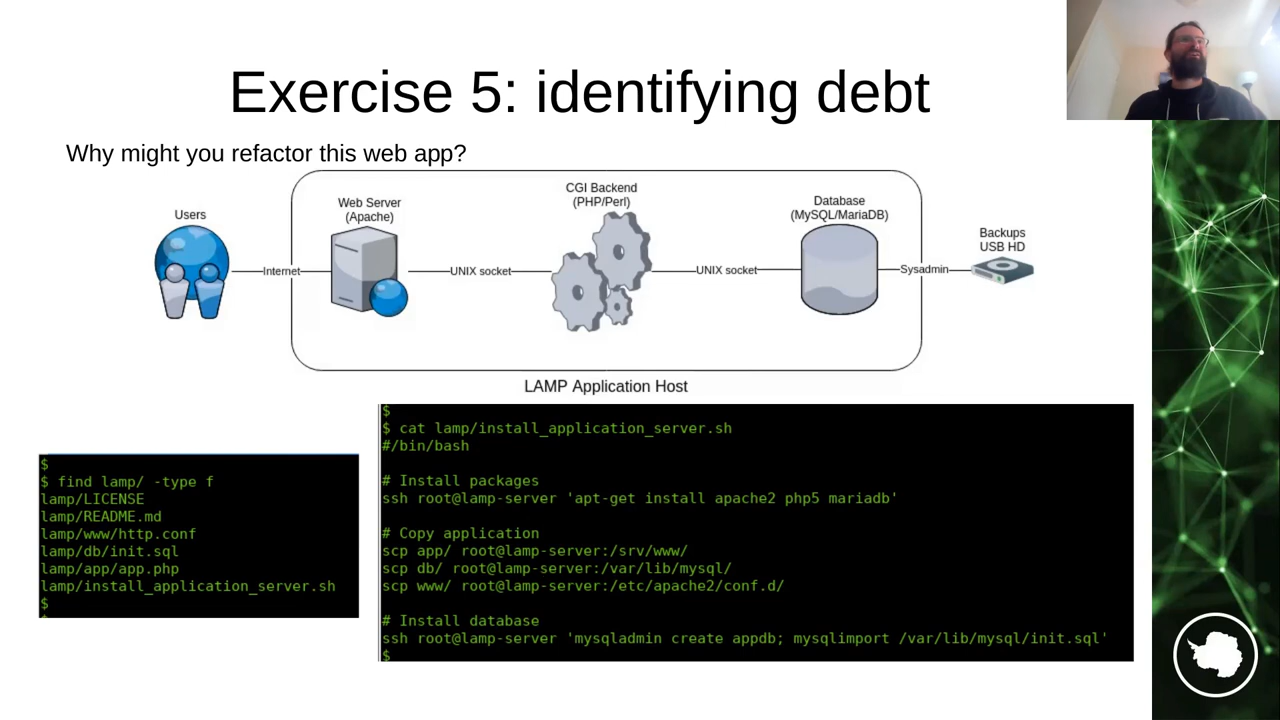 Exercise 5: identifying debt
Why might you refactor this web app?
Users
Internet
Web Server
(Apache)
UNIX socket
CGI Backend
(PHP/Perl)
UNIX socket
Database
(MySQL/MariaDB)
Sysadmin
Backups
USB HD
LAMP Application Host
$
$ find lamp/ -type f
lamp/LICENSE
lamp/README.md
lamp/www/http.conf
lamp/db/init.sql
lamp/app/app.php
lamp/install_application_server.sh
$
$
$ cat lamp/install_application_server.sh
#/bin/bash
# Install packages
ssh root@lamp-server 'apt-get install apache2 php5 mariadb'
# Copy application
scp app/ root@lamp-server:/srv/www/
scp db/ root@lamp-server:/var/lib/mysql/
scp www/ root@lamp-server:/etc/apache2/conf.d/
# Install database
ssh root@lamp-server 'mysqladmin create appdb; mysqlimport /var/lib/mysql/init.sql'
$